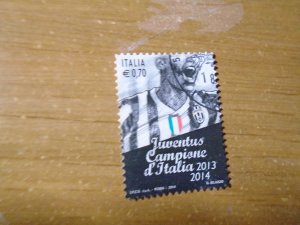 ITALIA
€0,70
Juventus
Campione
d'Italia 2013
2014